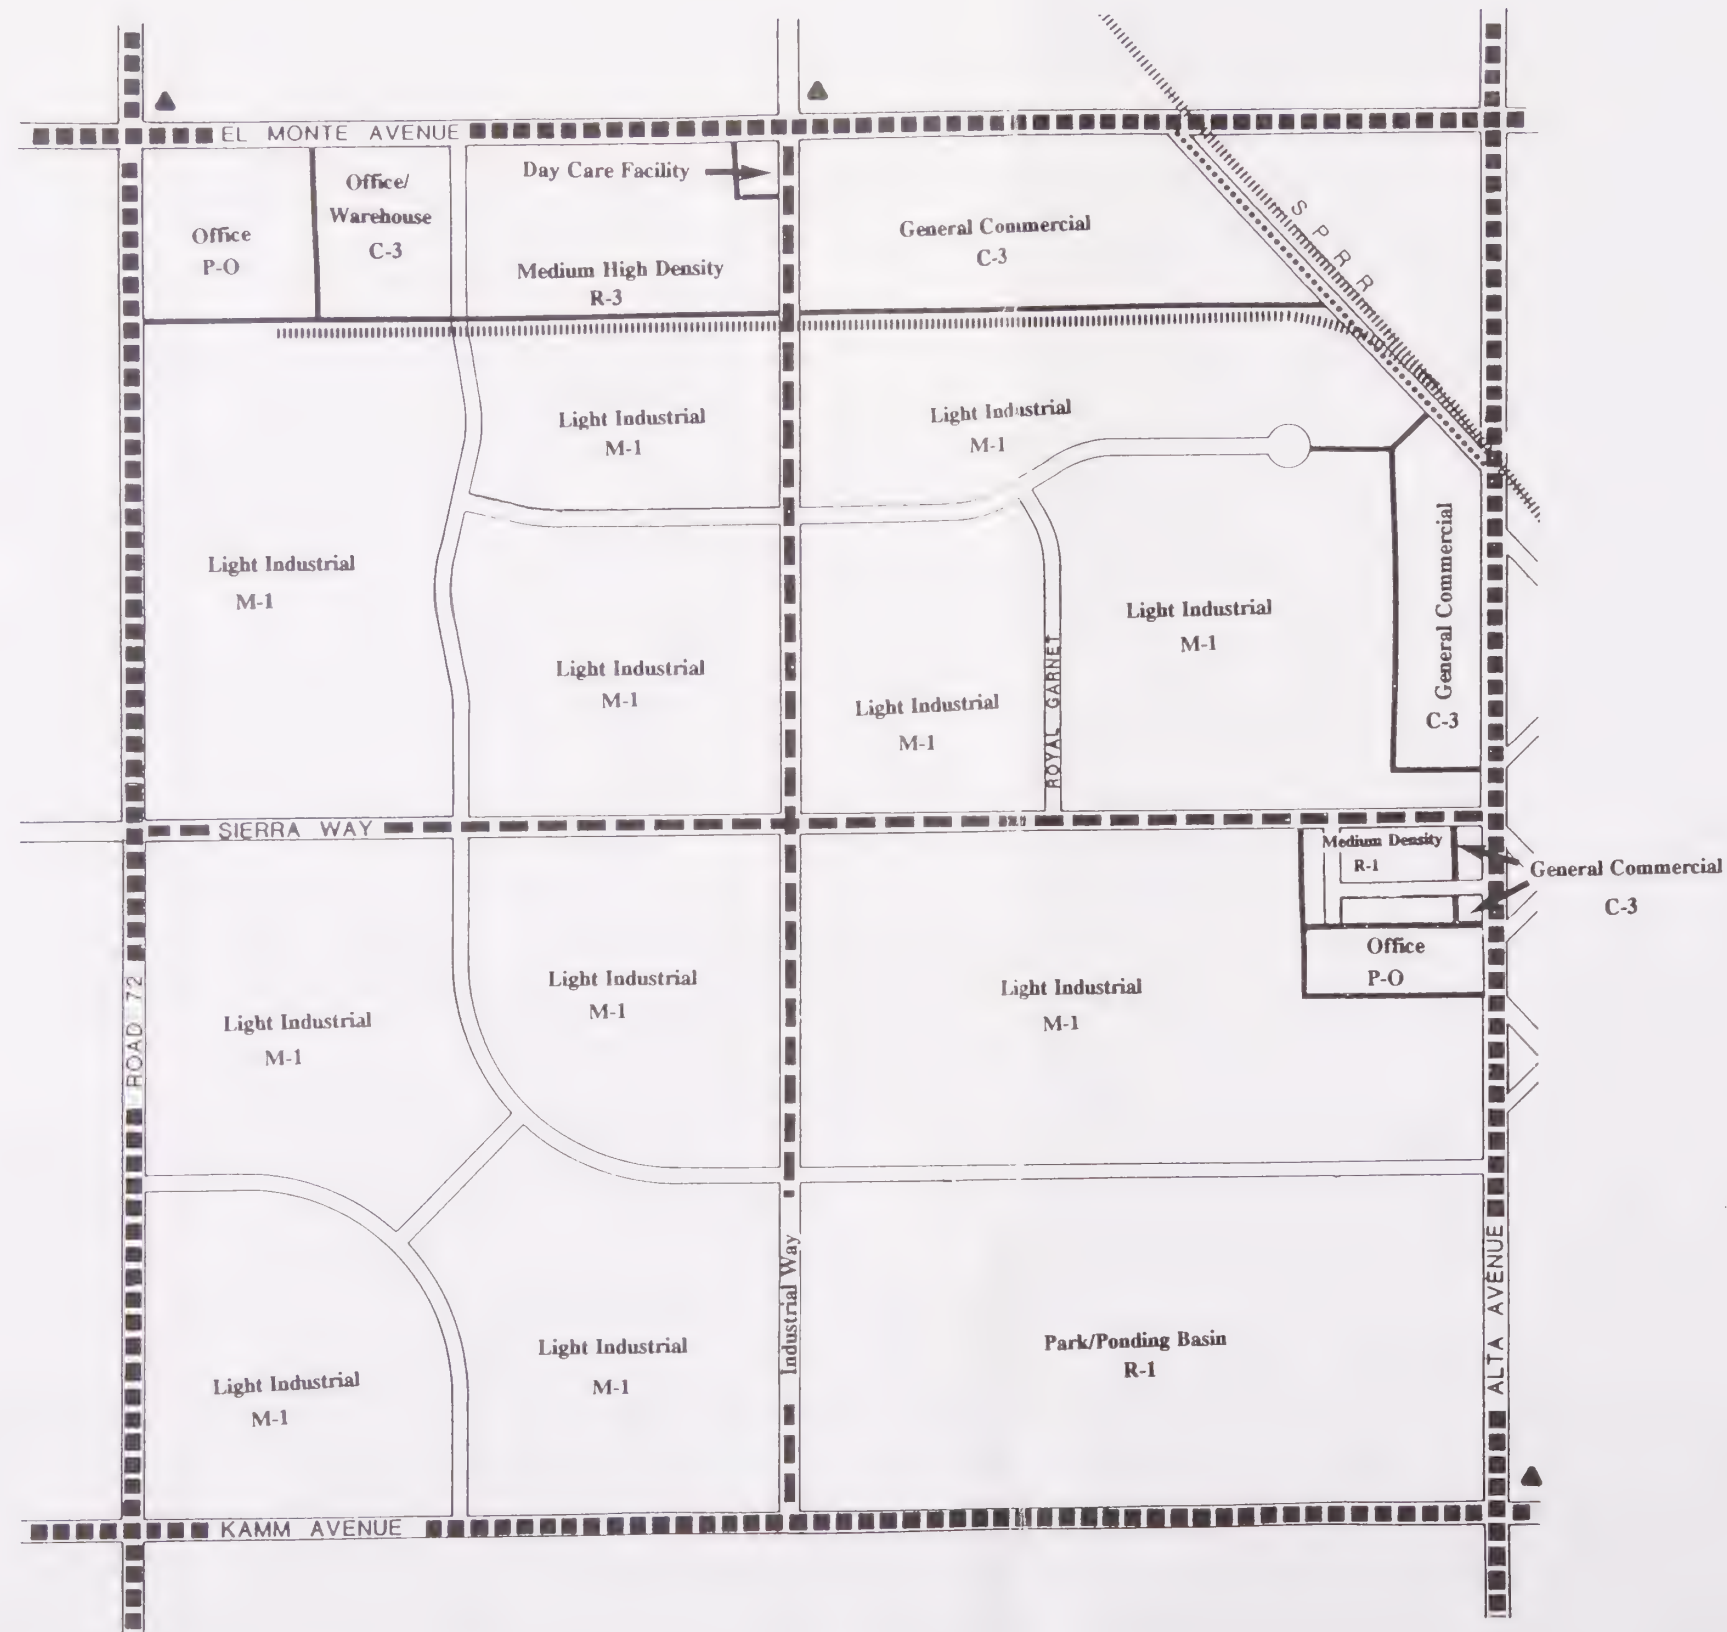 EL MONTE AVENUE
Day Care Facility
Office/
Warehouse
C-3
Office
P-O
General Commercial
C-3
S P R R
Medium High Density
R-3
Light Industrial
M-1
Light Industrial
M-1
Light Industrial
M-1
General Commercial
C-3
Light Industrial
M-1
Light Industrial
M-1
Light Industrial
M-1
ROYAL GARNET
SIERRA WAY
Medium Density
R-1
General Commercial
C-3
Office
P-O
ROAD 72
Light Industrial
M-1
Light Industrial
M-1
Light Industrial
M-1
Industrial Way
ALTA AVENUE
Light Industrial
M-1
Light Industrial
M-1
Park/Ponding Basin
R-1
KAMM AVENUE